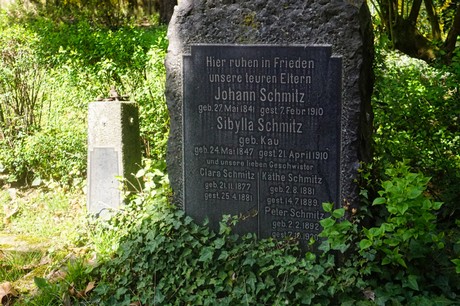 Hier ruhen in Frieden
unsere teuren Eltern
Johann Schmitz
geb. 27. Mai 1841 gest. 7. Febr. 1910
Sibylla Schmitz
geb. Kau
geb. 24. Mai 1847 gest. 21. April 1910
und unsere lieben Geschwister
Clara Schmitz
geb. 21.11.1877
gest. 25.4.1881
Käthe Schmitz
geb. 2.8.1881
gest. 14.7.1899
Peter Schmitz
geb. 2.2.1892